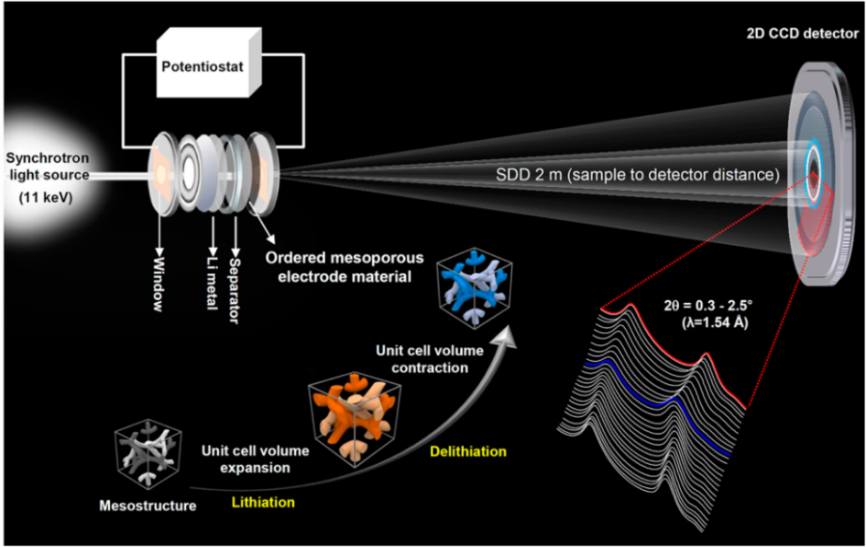 2D CCD detector
Potentiostat
Synchrotron
light source
(11 keV)
SDD 2 m (sample to detector distance)
Window
Li metal
Separator
Ordered mesoporous
electrode material
2θ = 0.3 - 2.5°
(λ=1.54 Å)
Unit cell volume
contraction
Unit cell volume
expansion
Delithiation
Mesostructure
Lithiation